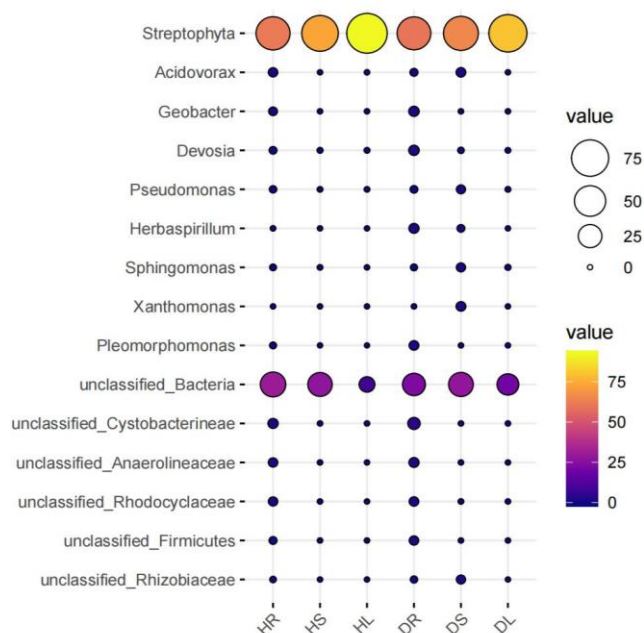 Streptophyta
Acidovorax
Geobacter
Devosia
Pseudomonas
Herbaspirillum
Sphingomonas
Xanthomonas
Pleomorphomonas
unclassified_Bacteria
unclassified_Cystobacterineae
unclassified_Anaerolineaceae
unclassified_Rhodocyclaceae
unclassified_Firmicutes
unclassified_Rhizobiaceae
HR HS HL DR DS DL
value
75
50
25
0
value
75
50
25
0